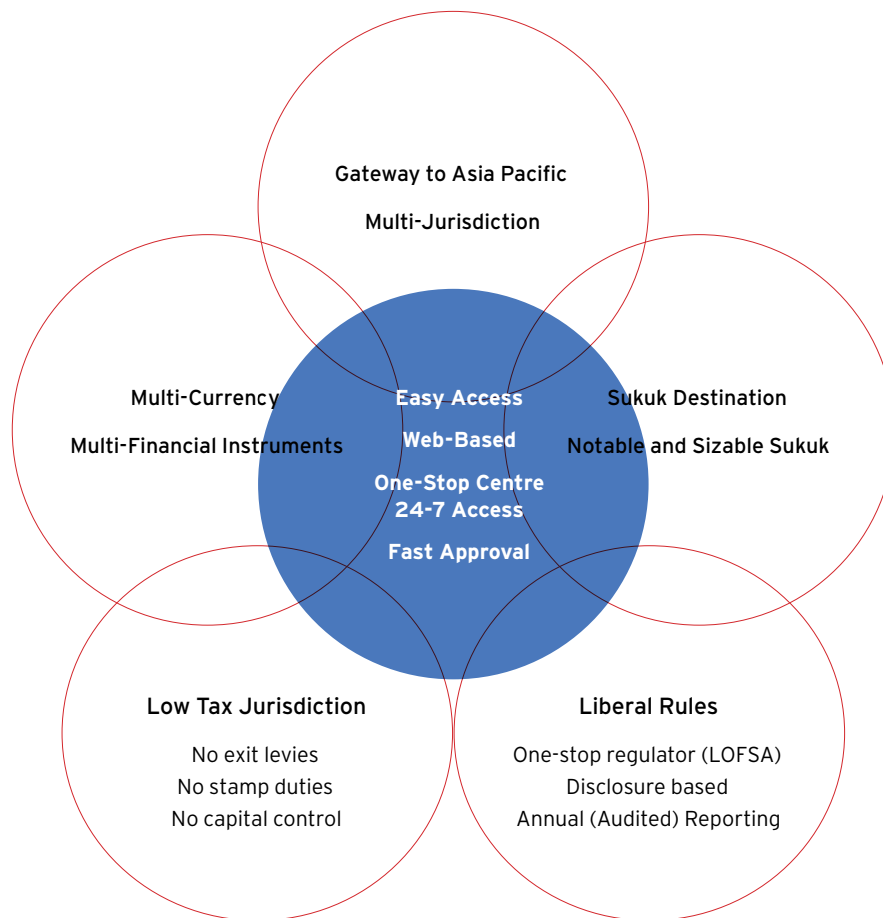 Gateway to Asia Pacific
Multi-Jurisdiction
Multi-Currency
Multi-Financial Instruments
Easy Access
Web-Based
One-Stop Centre
24-7 Access
Fast Approval
Sukuk Destination
Notable and Sizable Sukuk
Low Tax Jurisdiction
No exit levies
No stamp duties
No capital control
Liberal Rules
One-stop regulator (LOFSA)
Disclosure based
Annual (Audited) Reporting